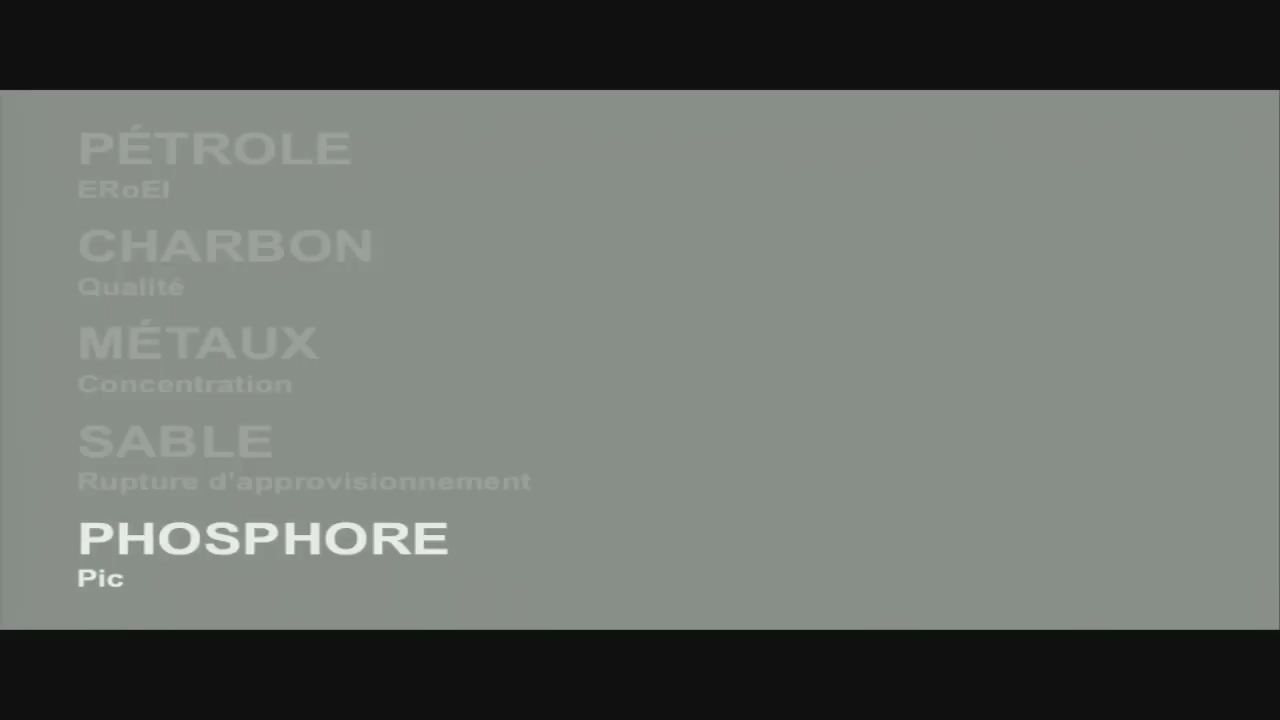 PÉTROLE
ERoEI
CHARBON
Qualité
MÉTAUX
Concentration
SABLE
Rupture d'approvisionnement
PHOSPHORE
Pic